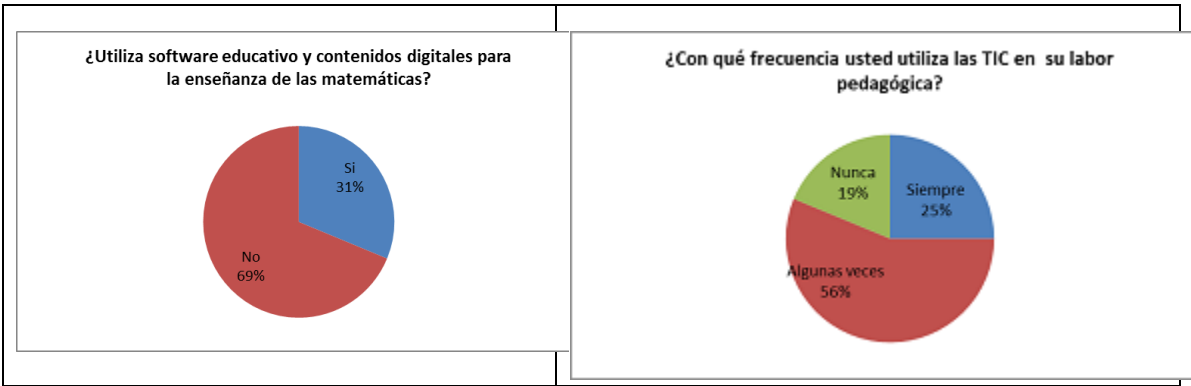 ¿Utiliza software educativo y contenidos digitales para
la enseñanza de las matemáticas?
Si
31%
No
69%
¿Con qué frecuencia usted utiliza las TIC en su labor
pedagógica?
Nunca
19%
Siempre
25%
Algunas veces
56%